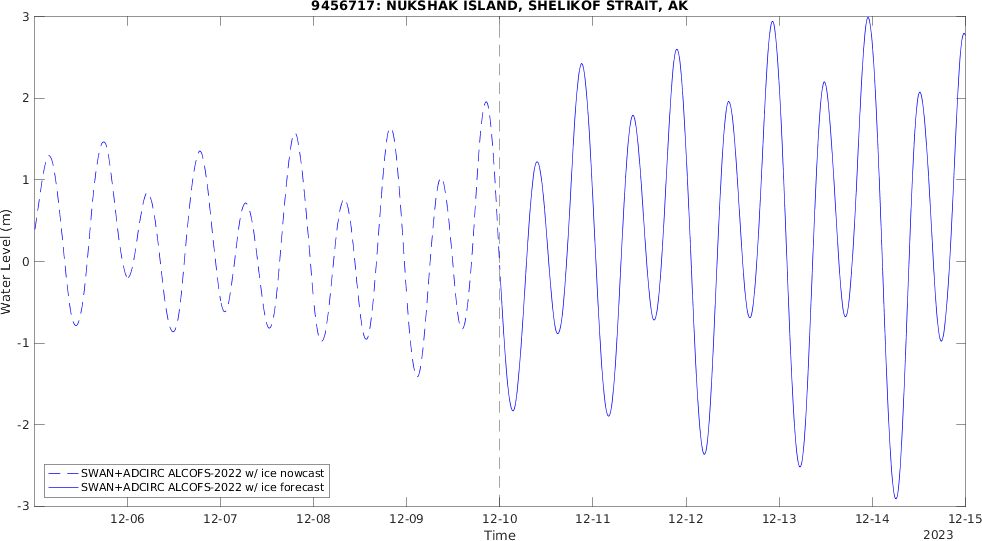 9456717: NUKSHAK ISLAND, SHELIKOF STRAIT, AK
3
2
1
0
-1
-2
-3
Water Level (m)
SWAN+ADCIRC ALCOFS-2022 w/ ice nowcast
SWAN+ADCIRC ALCOFS-2022 w/ ice forecast
12-06 12-07 12-08 12-09 12-10 12-11 12-12 12-13 12-14 12-15
Time
2023